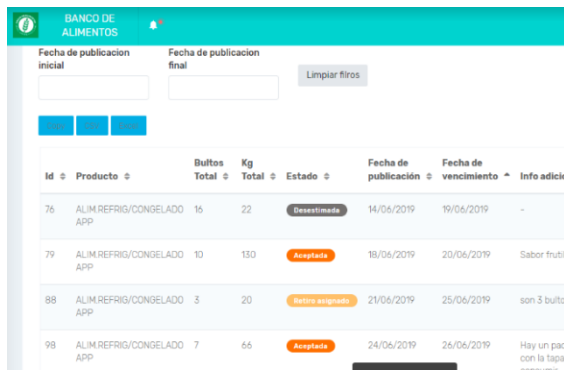 BANCO DE
ALIMENTOS
Fecha de publicacion
inicial
Fecha de publicacion
final
Limpiar filros
Id Producto Bultos Total Kg Total Estado Fecha de publicación Fecha de vencimiento Info adicio
76 ALIM.REFRIG/CONGELADO APP 16 22 Desestimada 14/06/2019 19/06/2019 -
79 ALIM.REFRIG/CONGELADO APP 10 130 Aceptada 18/06/2019 20/06/2019 Sabor frutil
88 ALIM.REFRIG/CONGELADO APP 3 20 Retiro asignado 21/06/2019 25/06/2019 son 3 bulto
98 ALIM.REFRIG/CONGELADO APP 7 66 Aceptada 24/06/2019 26/06/2019 Hay un pac
con la tapa